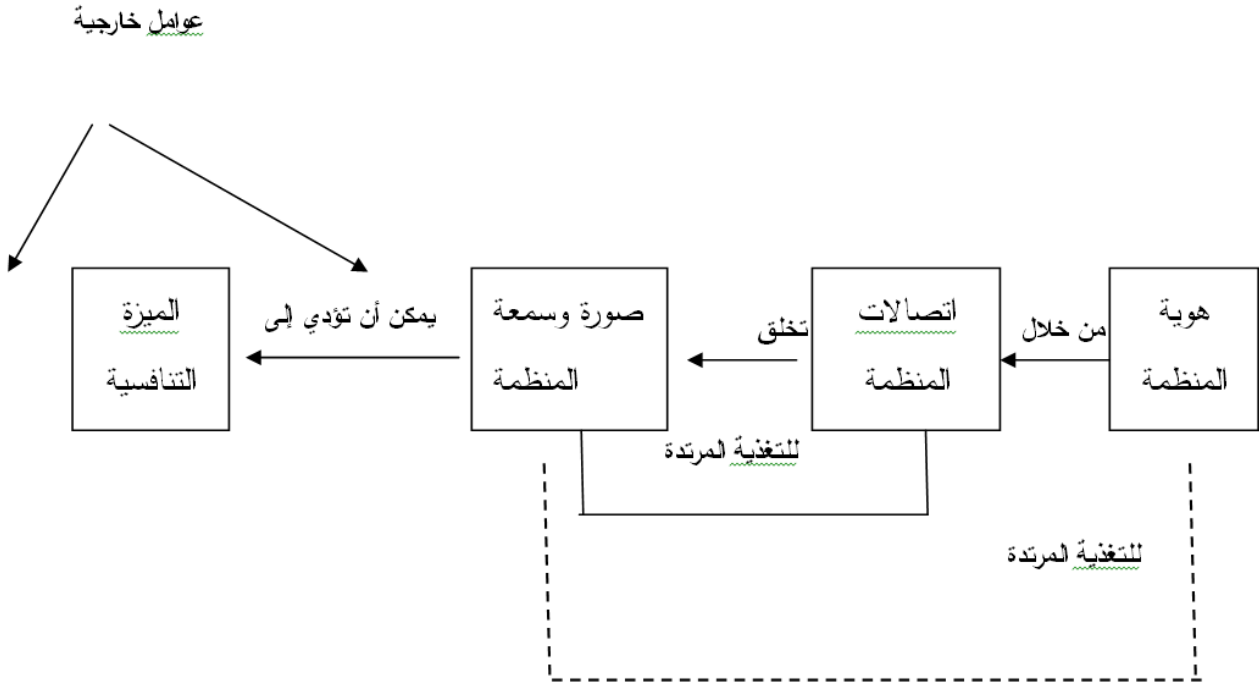 عوامل خارجية
هوية
المنظمة
من خلال
اتصالات
المنظمة
تخلق
صورة وسمعة
المنظمة
يمكن أن تؤدي إلى
الميزة
التنافسية
للتغذية المرتدة
للتغذية المرتدة